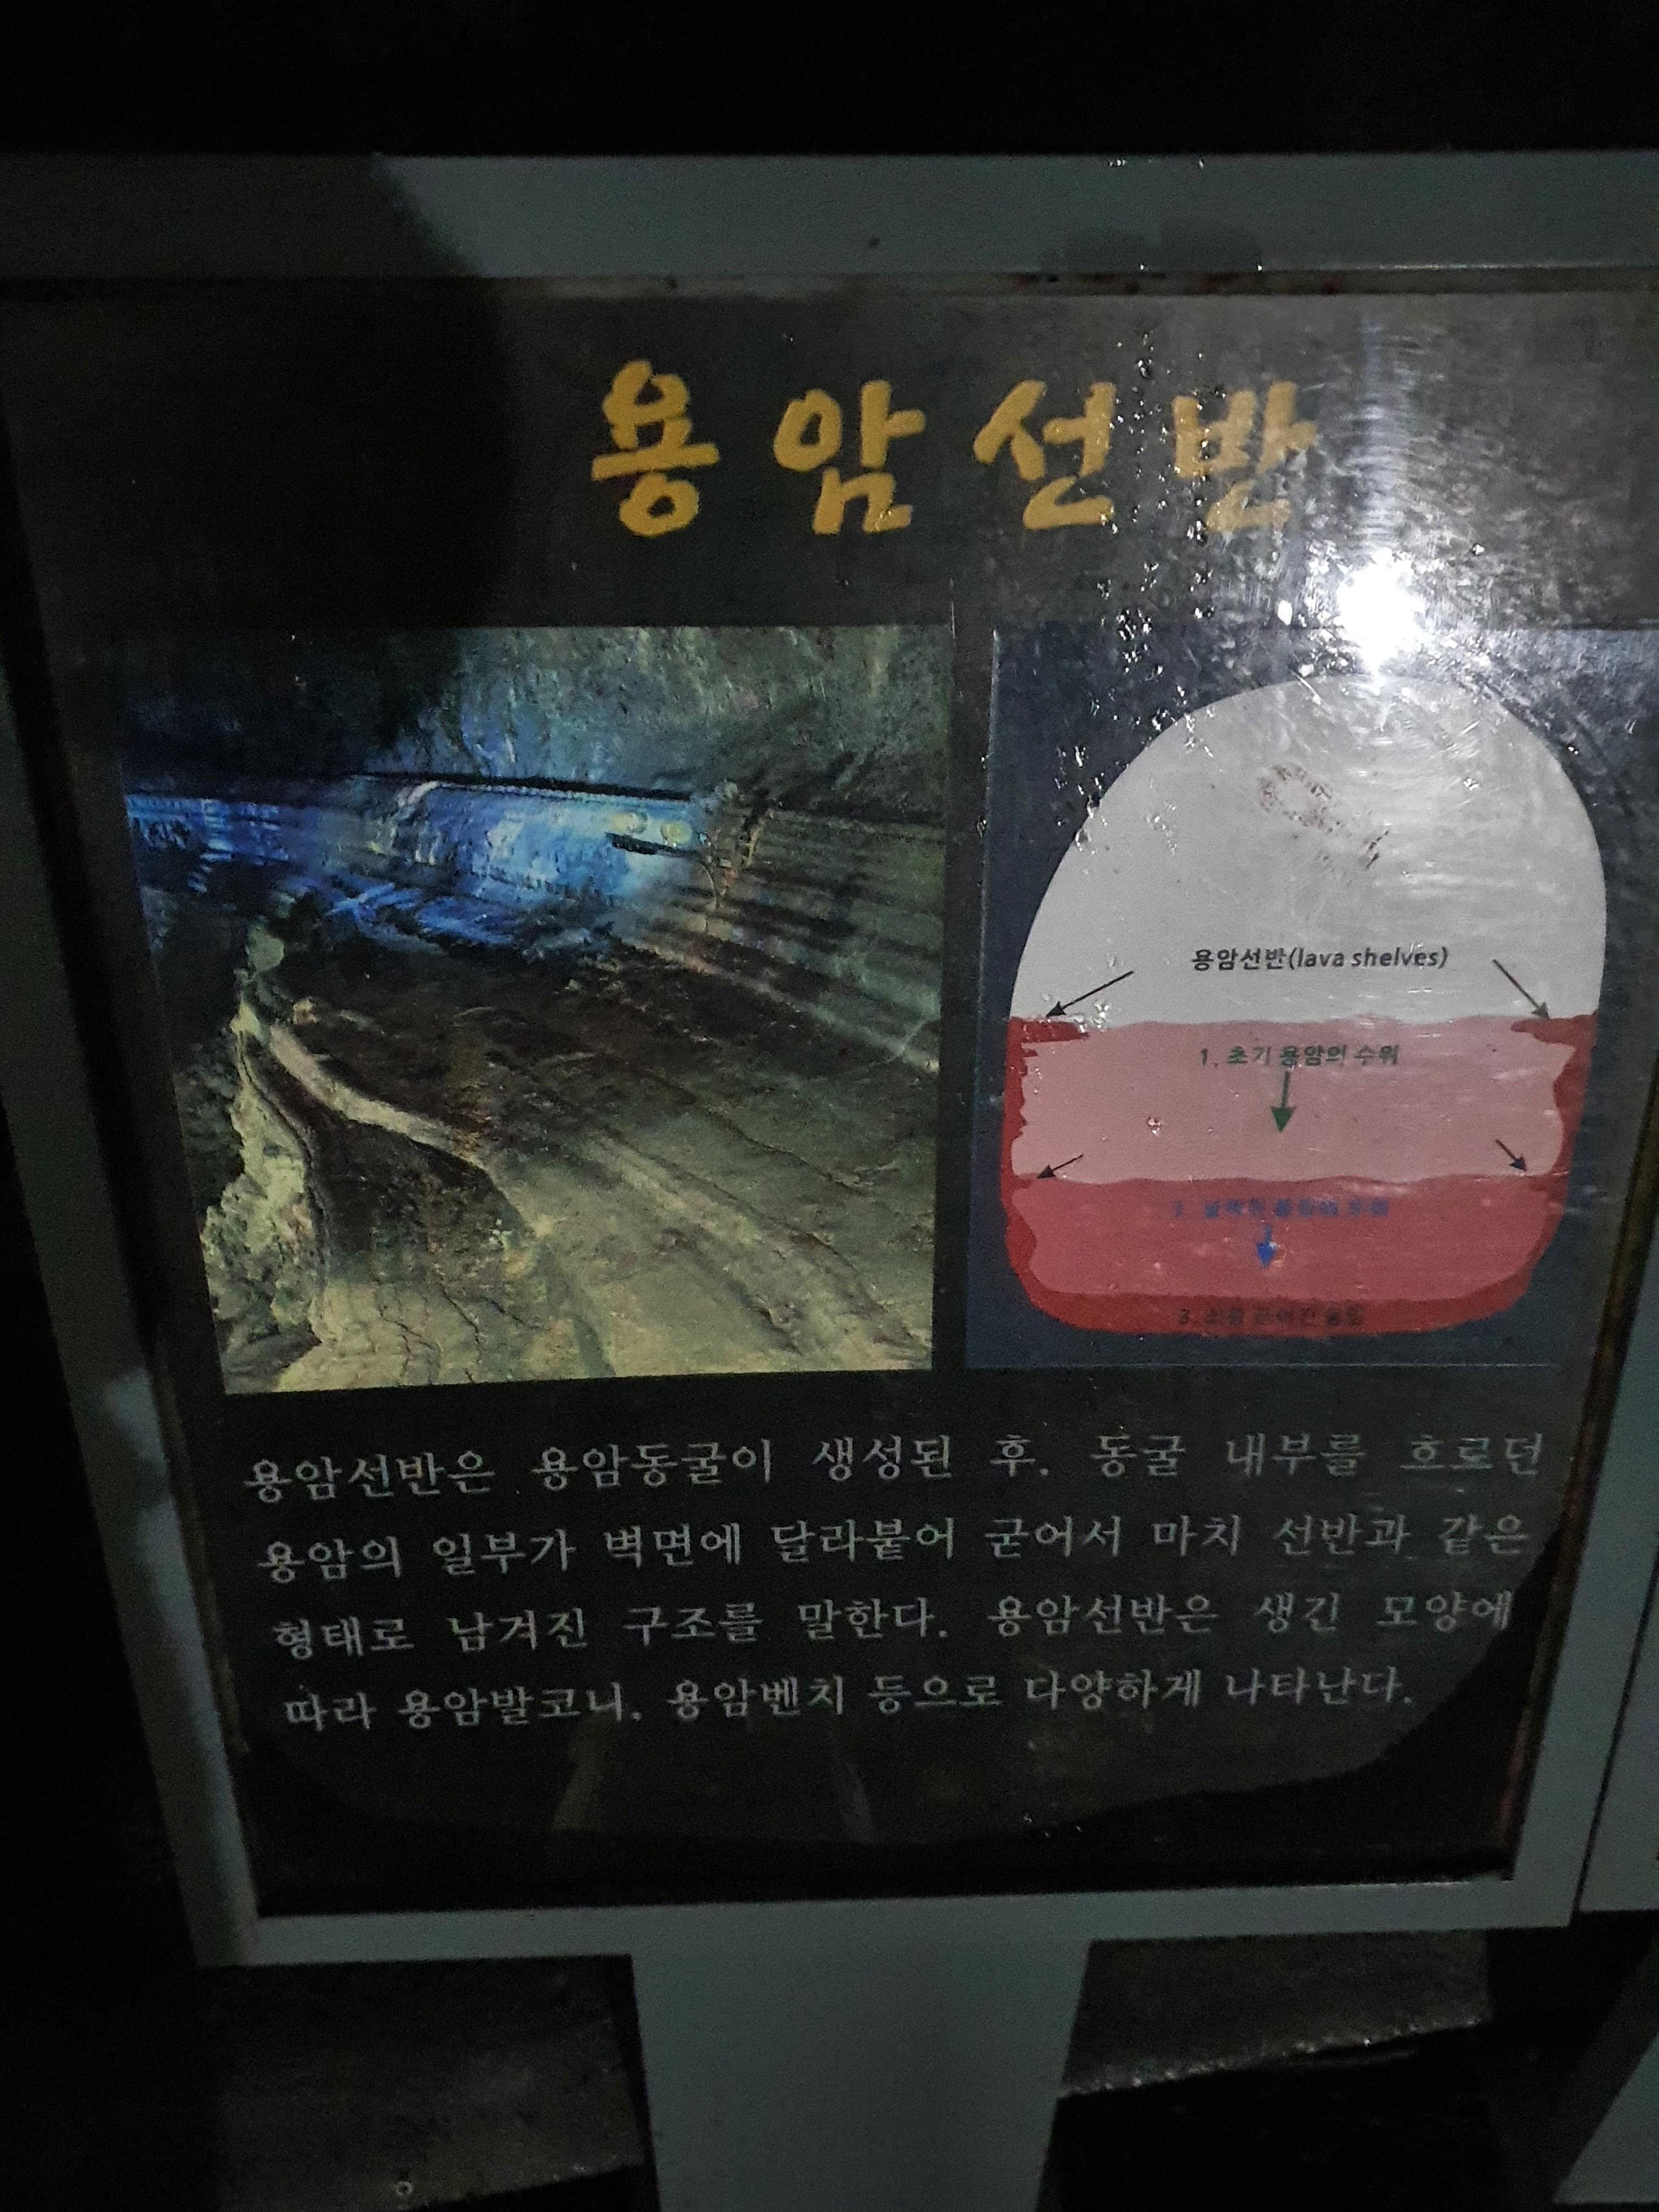 용암선반
용암선반(lava shelves)
1. 초기 용암의 수위
3.
용암선반은 용암동굴이 생성된 후, 동굴 내부를 흐르던
용암의 일부가 벽면에 달라붙어 굳어서 마치 선반과 같은
형태로 남겨진 구조를 말한다. 용암선반은 생긴 모양에
따라 용암발코니, 용암벤치 등으로 다양하게 나타난다.